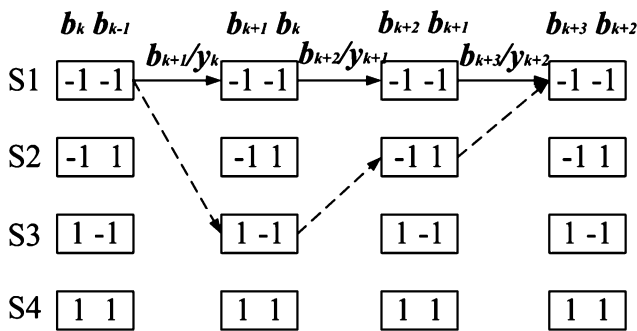 bₖ bₖ₋₁ bₖ₊₁ bₖ bₖ₊₂ bₖ₊₁ bₖ₊₃ bₖ₊₂
bₖ₊₁/yₖ bₖ₊₂/yₖ₊₁ bₖ₊₃/yₖ₊₂
S1 -1 -1 -1 -1 -1 -1 -1 -1
S2 -1 1 -1 1 -1 1 -1 1
S3 1 -1 1 -1 1 -1 1 -1
S4 1 1 1 1 1 1 1 1